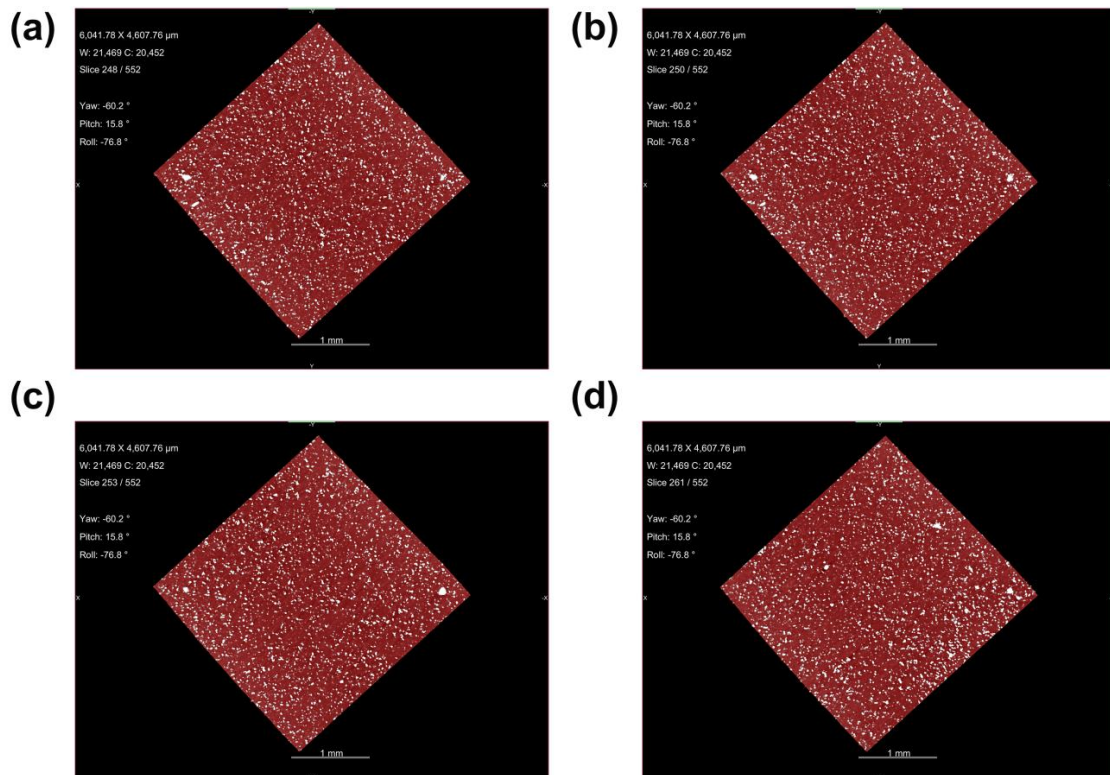 (a)
-Y
6,041.78 X 4,607.76 µm
W: 21,469 C: 20,452
Slice 248 / 552
Yaw: -60.2 °
Pitch: 15.8 °
Roll: -76.8 °
X
-X
1 mm
Y
(b)
-Y
6,041.78 X 4,607.76 µm
W: 21,469 C: 20,452
Slice 250 / 552
Yaw: -60.2 °
Pitch: 15.8 °
Roll: -76.8 °
X
1 mm
Y
(c)
-Y
6,041.78 X 4,607.76 µm
W: 21,469 C: 20,452
Slice 253 / 552
Yaw: -60.2 °
Pitch: 15.8 °
Roll: -76.8 °
X
-X
1 mm
(d)
-Y
6,041.78 X 4,607.76 µm
W: 21,469 C: 20,452
Slice 261 / 552
Yaw: -60.2 °
Pitch: 15.8 °
Roll: -76.8 °
X
1 mm